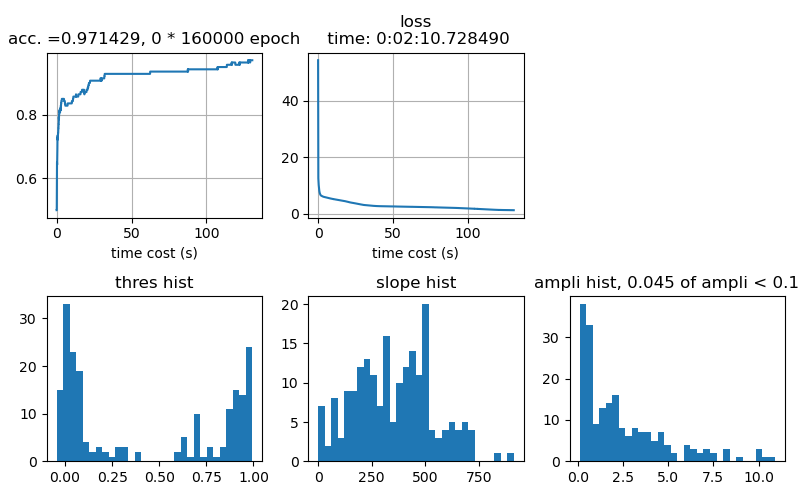 acc. =0.971429, 0 * 160000 epoch
0.8
0.6
0 50 100
time cost (s)
loss
time: 0:02:10.728490
40
20
0
0 50 100
time cost (s)
thres hist
30
20
10
0
0.00 0.25 0.50 0.75 1.00
slope hist
20
15
10
5
0
0 250 500 750
ampli hist, 0.045 of ampli < 0.1
30
20
10
0
0.0 2.5 5.0 7.5 10.0